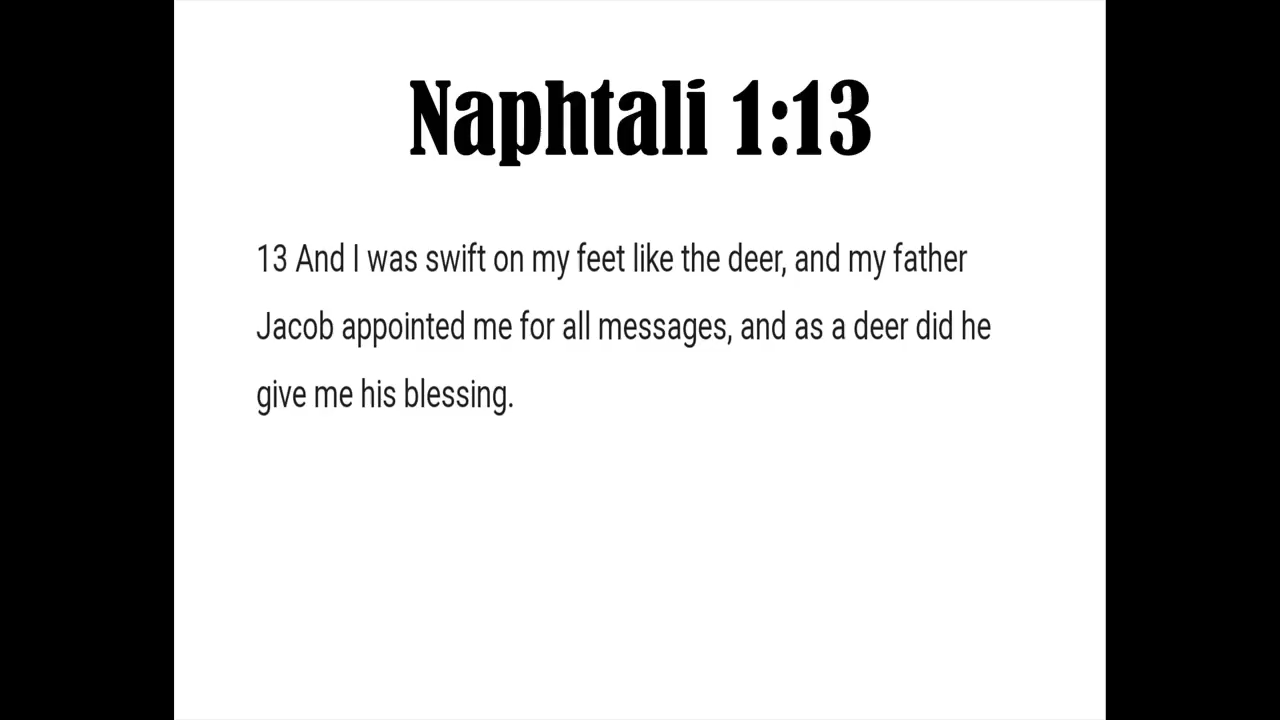 Naphtali 1:13
13 And I was swift on my feet like the deer, and my father
Jacob appointed me for all messages, and as a deer did he
give me his blessing.